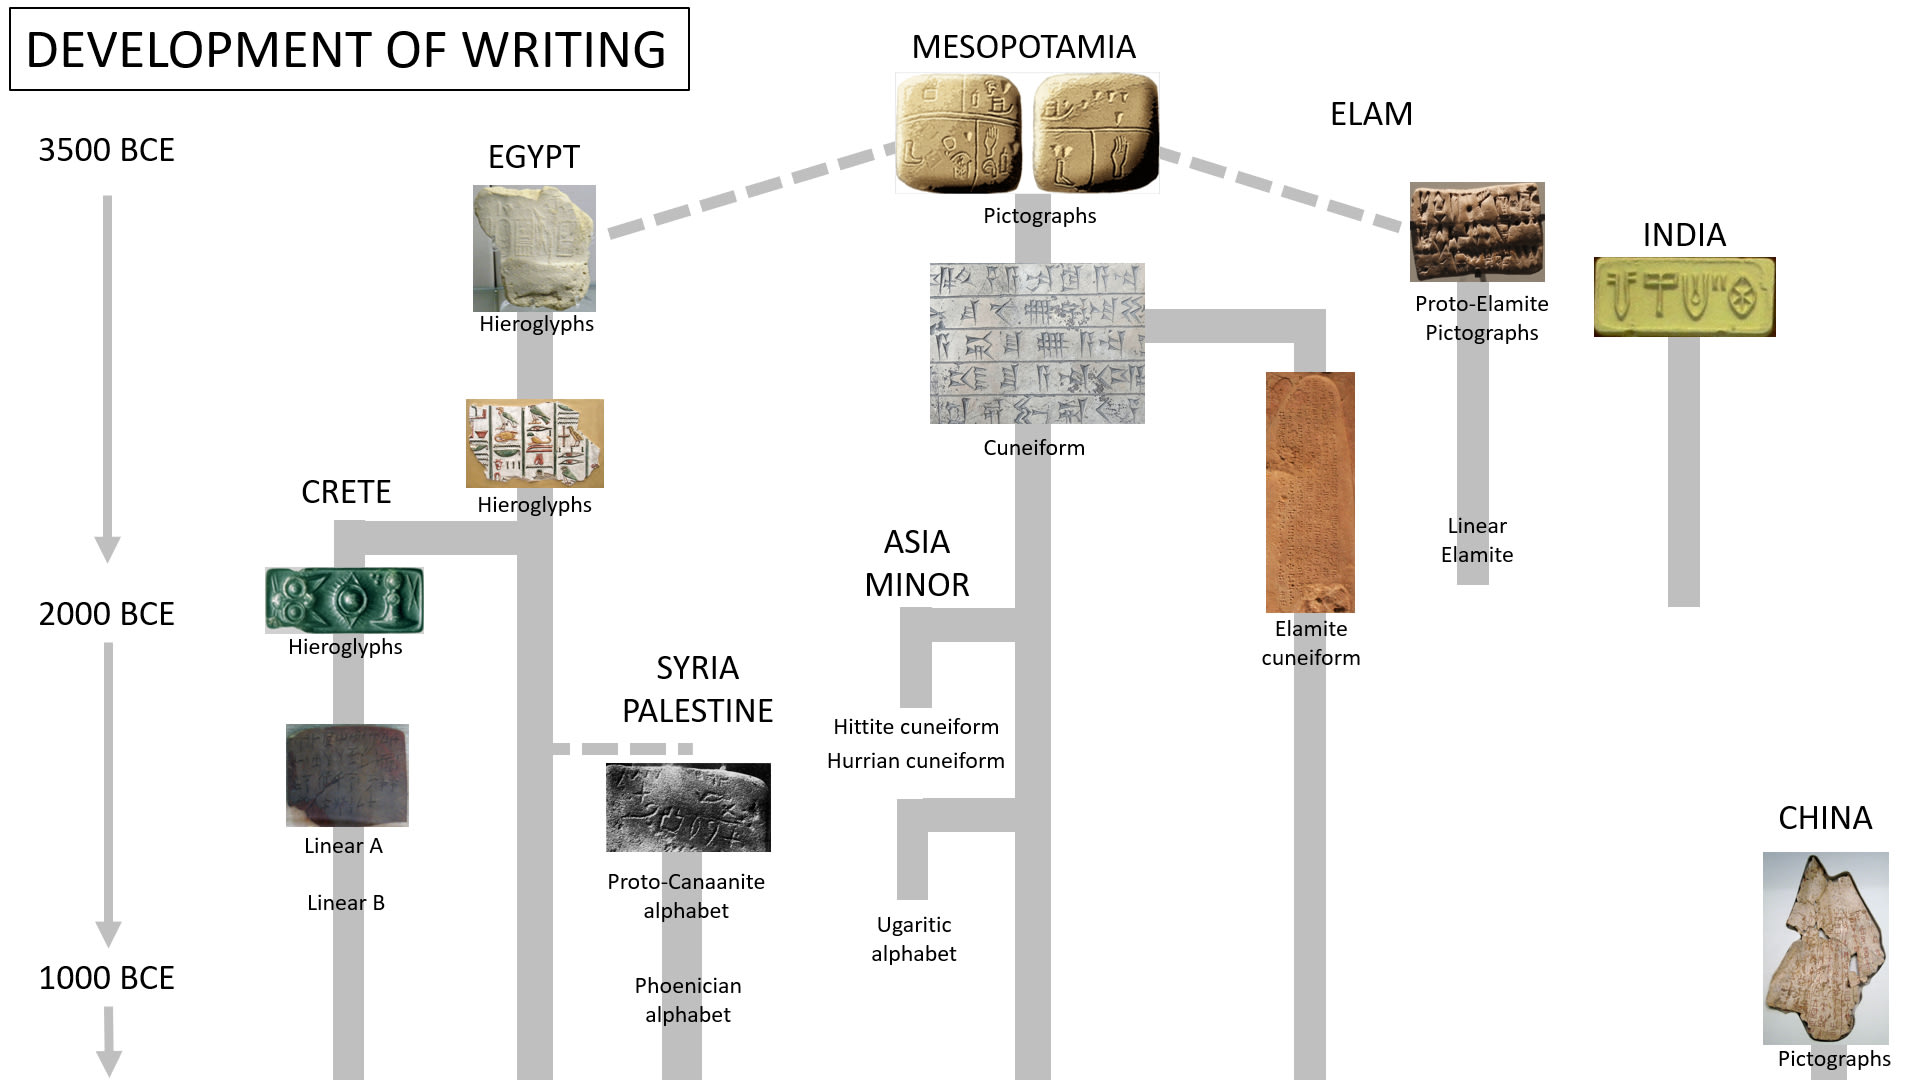 DEVELOPMENT OF WRITING
MESOPOTAMIA
ELAM
3500 BCE
EGYPT
Pictographs
INDIA
Proto-Elamite
Pictographs
Hieroglyphs
Cuneiform
CRETE
Hieroglyphs
Linear
Elamite
ASIA
MINOR
2000 BCE
Hieroglyphs
Elamite
cuneiform
SYRIA
PALESTINE
Hittite cuneiform
Hurrian cuneiform
CHINA
Linear A
Proto-Canaanite
alphabet
Linear B
Ugaritic
alphabet
1000 BCE
Phoenician
alphabet
Pictographs